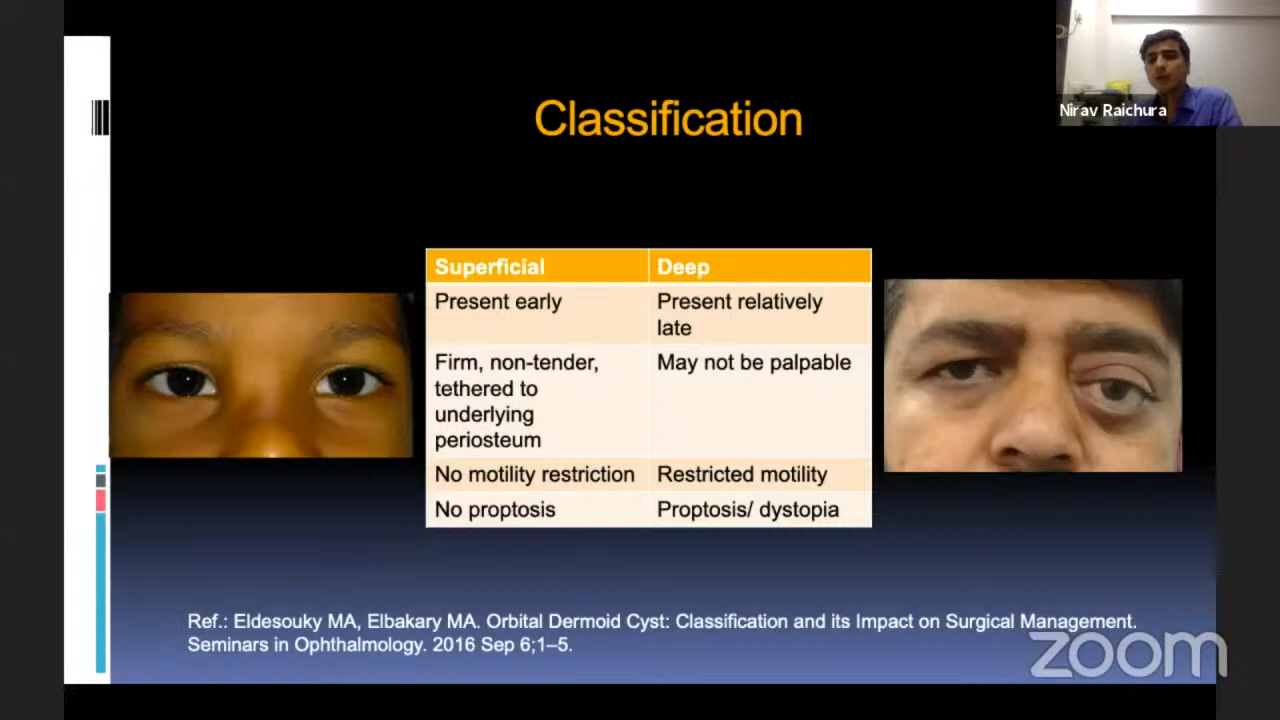 Classification
Nirav Raichura
Superficial Deep
Present early Present relatively
late
Firm, non-tender, May not be palpable
tethered to
underlying
periosteum
No motility restriction Restricted motility
No proptosis Proptosis/ dystopia
Ref.: Eldesouky MA, Elbakary MA. Orbital Dermoid Cyst: Classification and its Impact on Surgical Management.
Seminars in Ophthalmology. 2016 Sep 6;1–5.
zoom